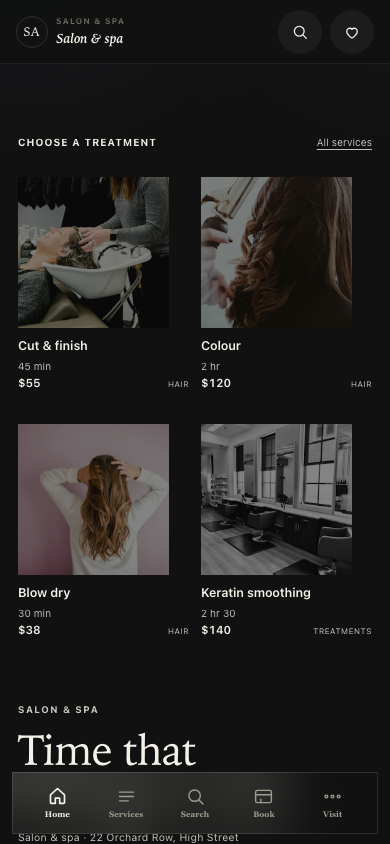 SA
SALON & SPA
Salon & spa
CHOOSE A TREATMENT
All services
Cut & finish
45 min
$55
HAIR
Colour
2 hr
$120
HAIR
Blow dry
30 min
$38
HAIR
Keratin smoothing
2 hr 30
$140
TREATMENTS
SALON & SPA
Time that
Home
Services
Search
Book
Visit
Salon & spa · 22 Orchard Row, High Street